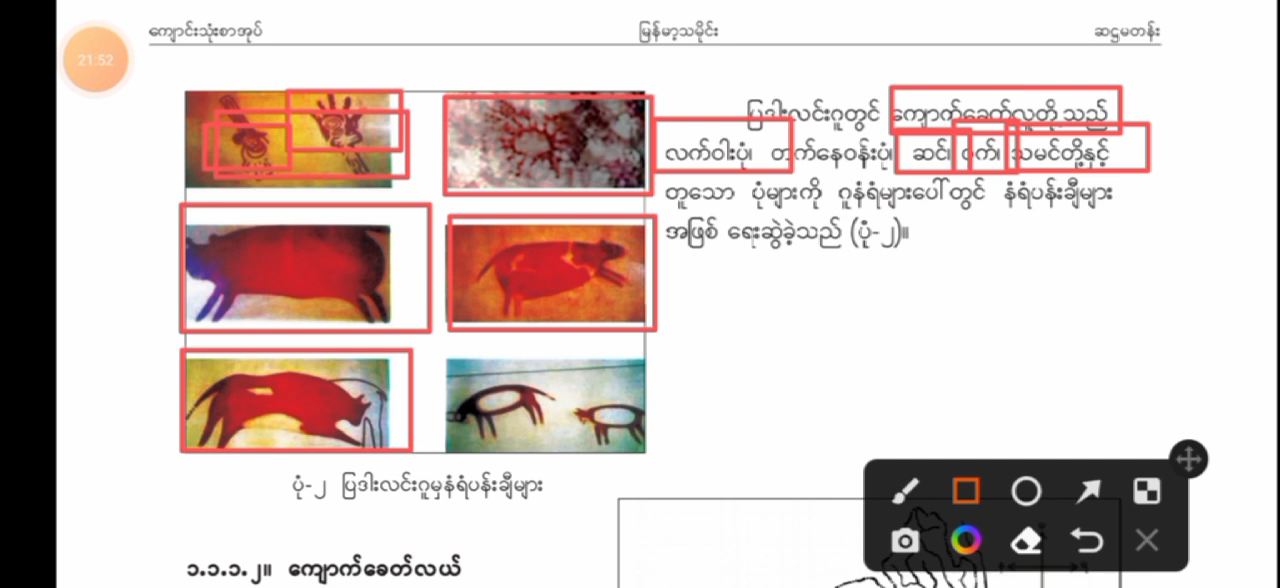 ကျောင်းသုံးစာအုပ် မြန်မာ့သမိုင်း ဆဋ္ဌမတန်း
21:52
ပြဒါးလင်းဂူတွင် ကျောက်ခေတ်လူတို့သည်
လက်ဝါးပုံ၊ တက်နေဝန်းပုံ၊ ဆင်၊ ဝက်၊ သမင်တို့နှင့်
တူသော ပုံများကို ဂူနံရံများပေါ်တွင် နံရံပန်းချီများ
အဖြစ် ရေးဆွဲခဲ့သည် (ပုံ-၂)။
ပုံ-၂ ပြဒါးလင်းဂူမှနံရံပန်းချီများ
၁.၁.၁.၂။ ကျောက်ခေတ်လယ်